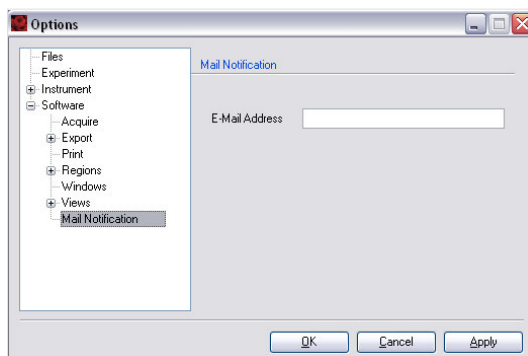 Options
Files
Experiment
Instrument
Software
Acquire
Export
Print
Regions
Windows
Views
Mail Notification
Mail Notification
E-Mail Address
OK
Cancel
Apply